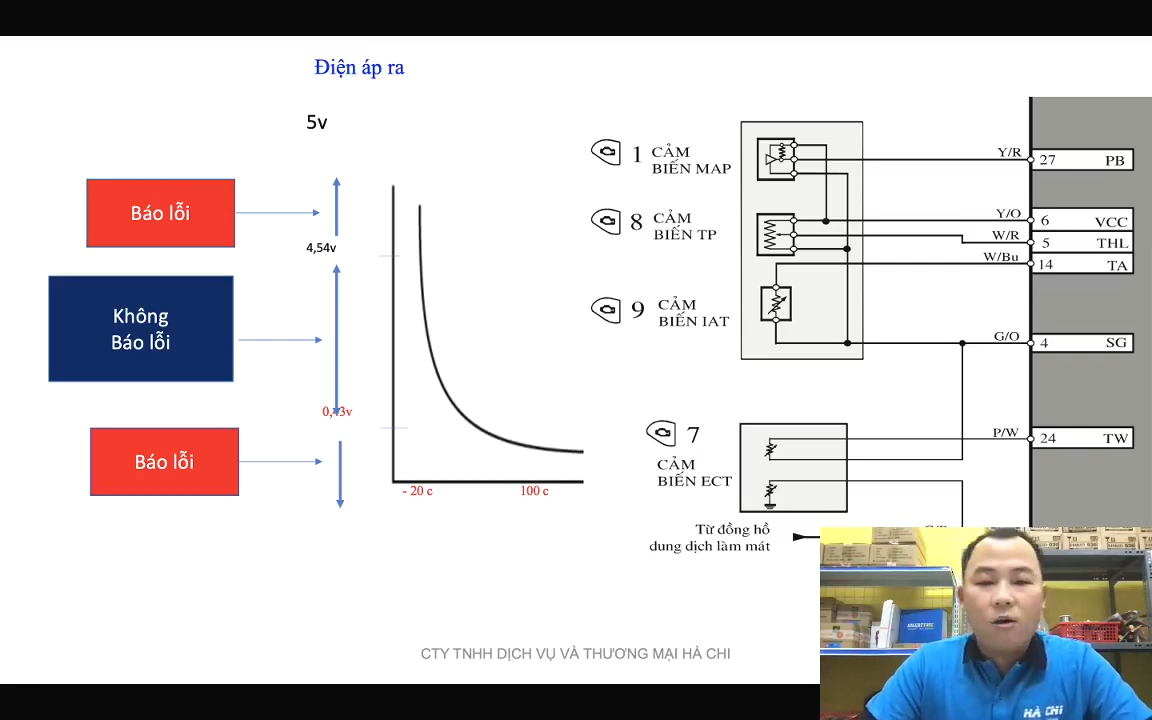 Điện áp ra
5v
Báo lỗi
4,54v
Không
Báo lỗi
0,43v
Báo lỗi
- 20 c
100 c
1 CẢM
BIẾN MAP
8 CẢM
BIẾN TP
9 CẢM
BIẾN IAT
7
CẢM
BIẾN ECT
Từ đồng hồ
dung dịch làm mát
Y/R 27 PB
Y/O 6 VCC
W/R 5 THL
W/Bu 14 TA
G/O 4 SG
P/W 24 TW
CTY TNHH DỊCH VỤ VÀ THƯƠNG MẠI HÀ CHI
HÀ CHI